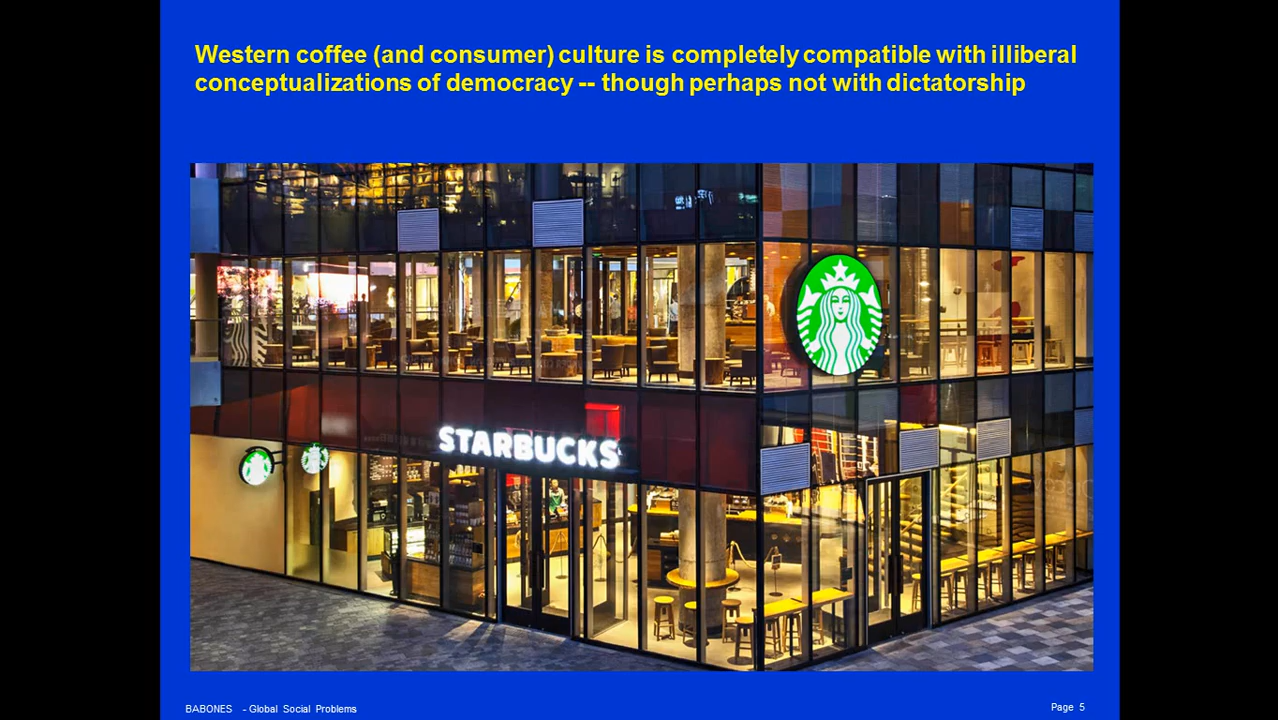 Western coffee (and consumer) culture is completely compatible with illiberal
conceptualizations of democracy -- though perhaps not with dictatorship
STARBUCKS
BABONES - Global Social Problems
Page 5